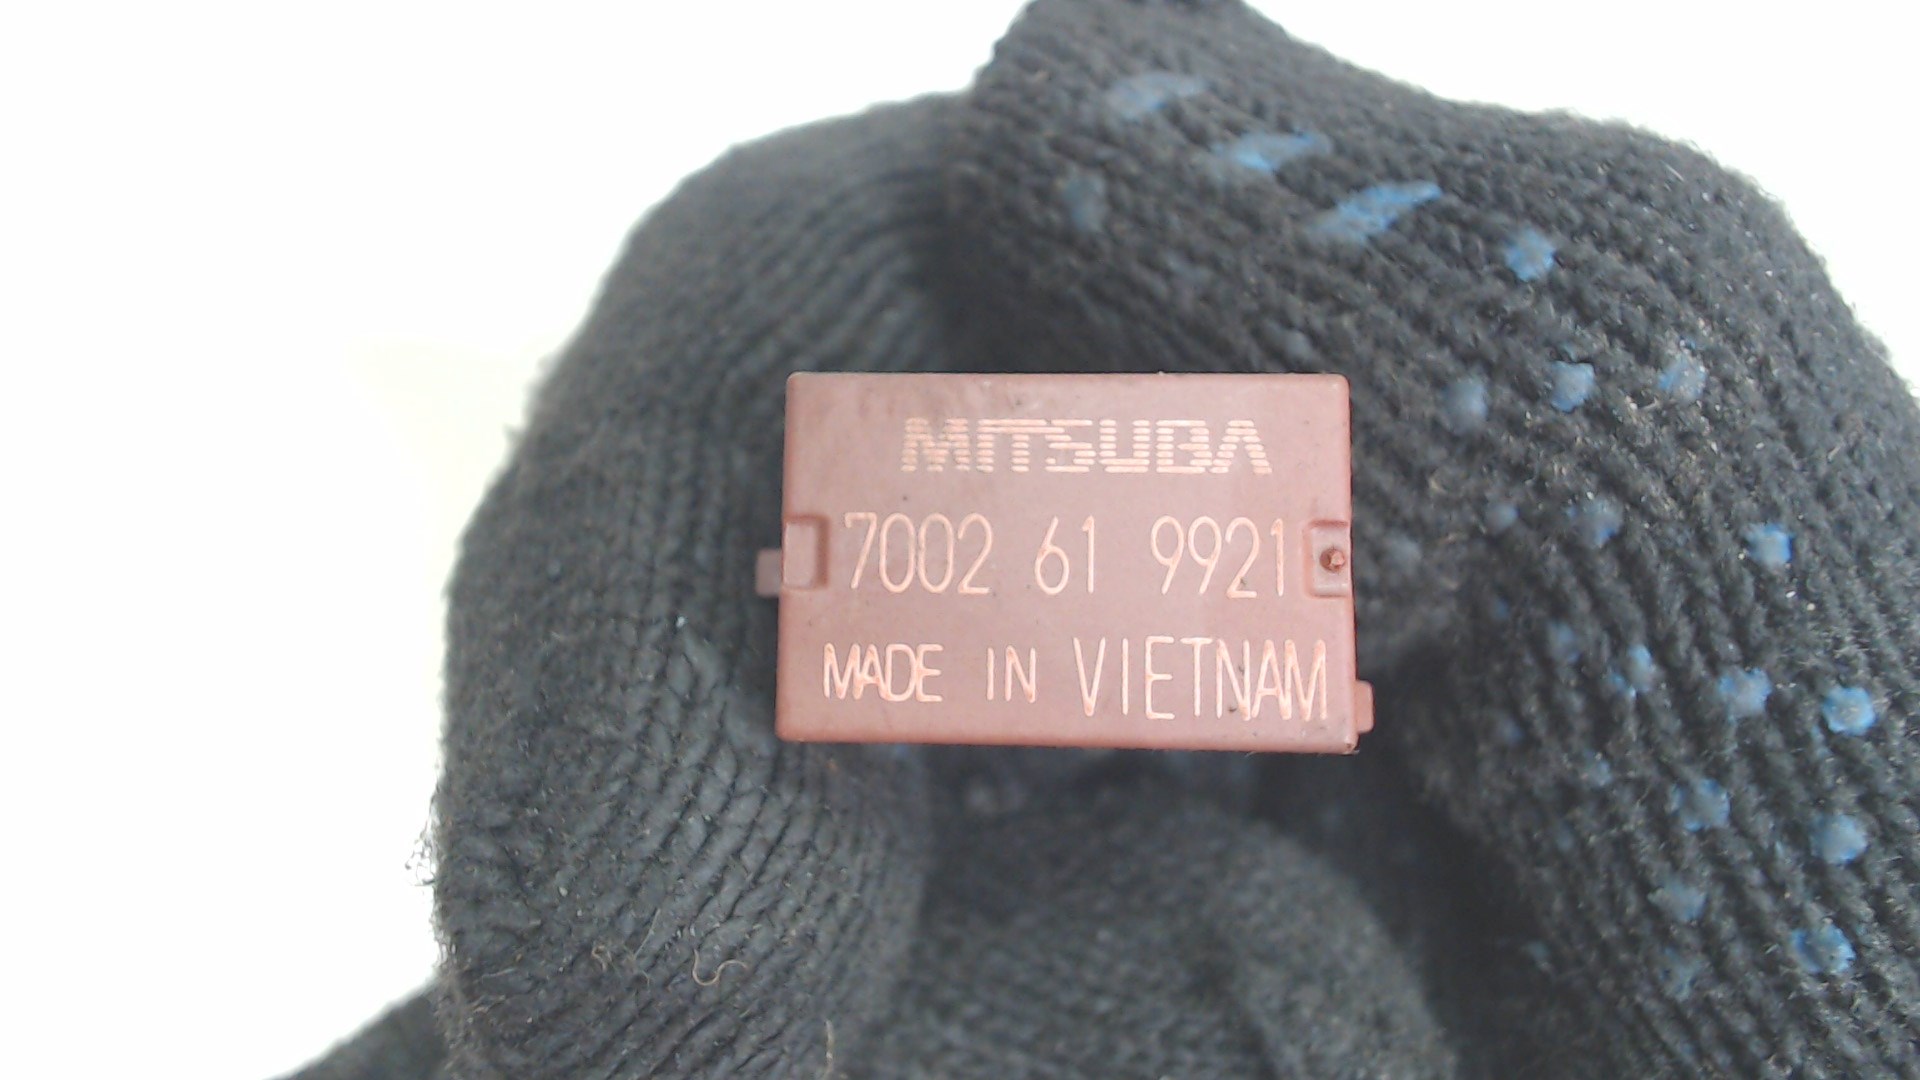 MITSUBA
7002 61 9921
MADE IN VIETNAM